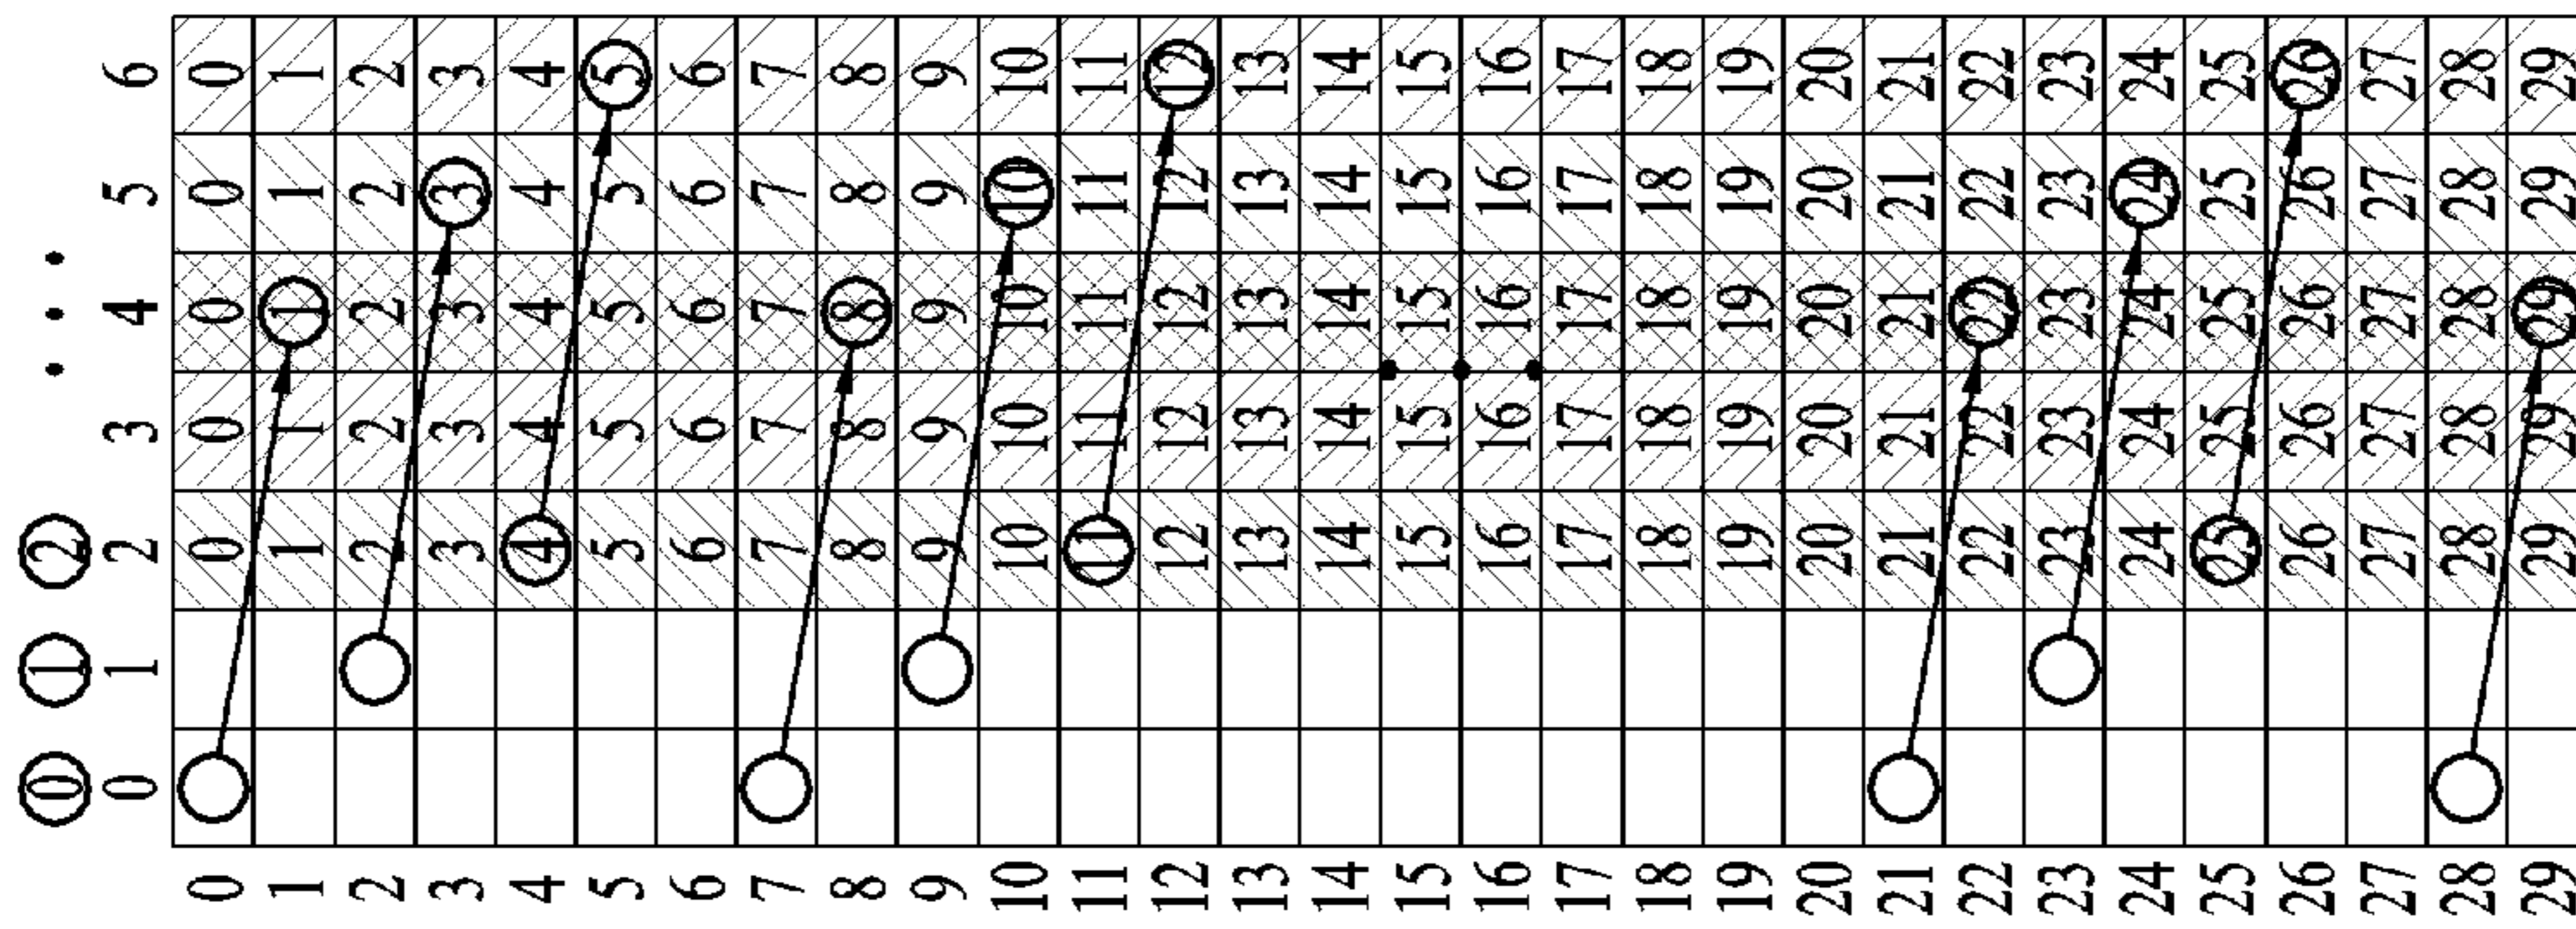 ⓪ ① ② . . .
0 1 2 3 4 5 6
0 0 0 0 0 0
1 1 1 ① 1 1
2 2 2 2 2 2
3 3 3 3 ③ 3
4 ④ 4 4 4 4
5 5 5 5 5 ⑤
6 6 6 6 6 6
7 7 7 7 7 7
8 8 8 ⑧ 8 8
9 9 9 9 9 9
10 10 10 10 ⑩ 10
11 ⑪ 11 11 11 11
12 12 12 12 12 ⑫
13 13 13 13 13 13
14 14 14 14 14 14
15 15 15 15 15 15
16 16 16 16 16 16
17 17 17 17 17 17
18 18 18 18 18 18
19 19 19 19 19 19
20 20 20 20 20 20
21 21 21 21 21 21
22 22 22 ㉒ 22 22
23 23 23 23 23 23
24 24 24 24 ㉔ 24
25 ㉕ 25 25 25 25
26 26 26 26 26 ㉖
27 27 27 27 27 27
28 28 28 28 28 28
29 29 29 ㉙ 29 29